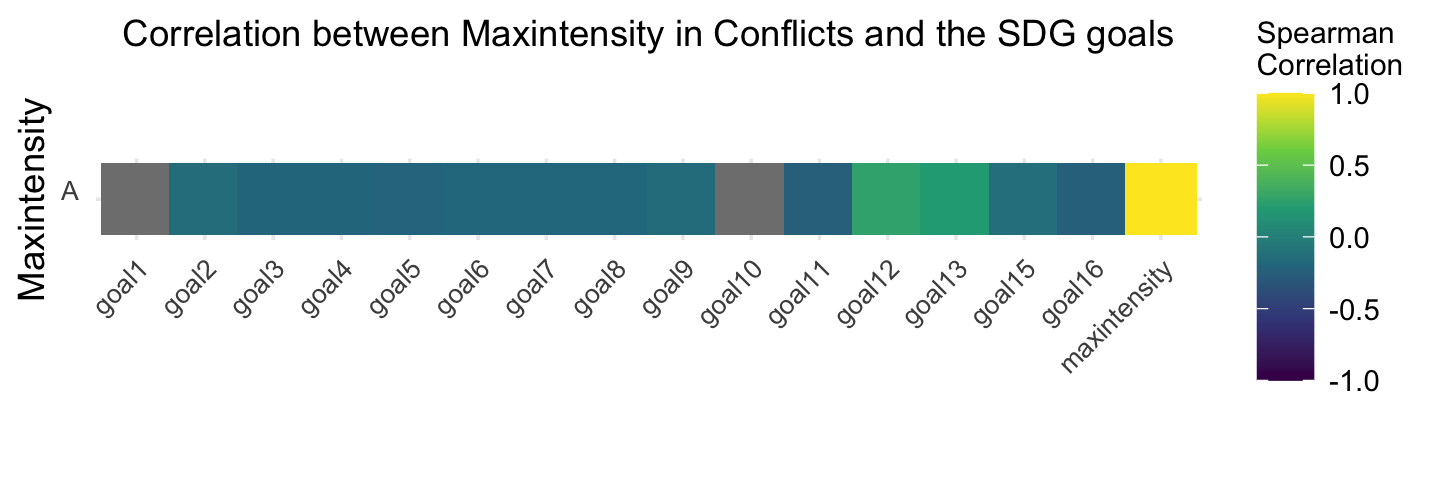 Correlation between Maxintensity in Conflicts and the SDG goals
Spearman
Correlation
1.0
0.5
0.0
-0.5
-1.0
Maxintensity
A
goal1
goal2
goal3
goal4
goal5
goal6
goal7
goal8
goal9
goal10
goal11
goal12
goal13
goal15
goal16
maxintensity